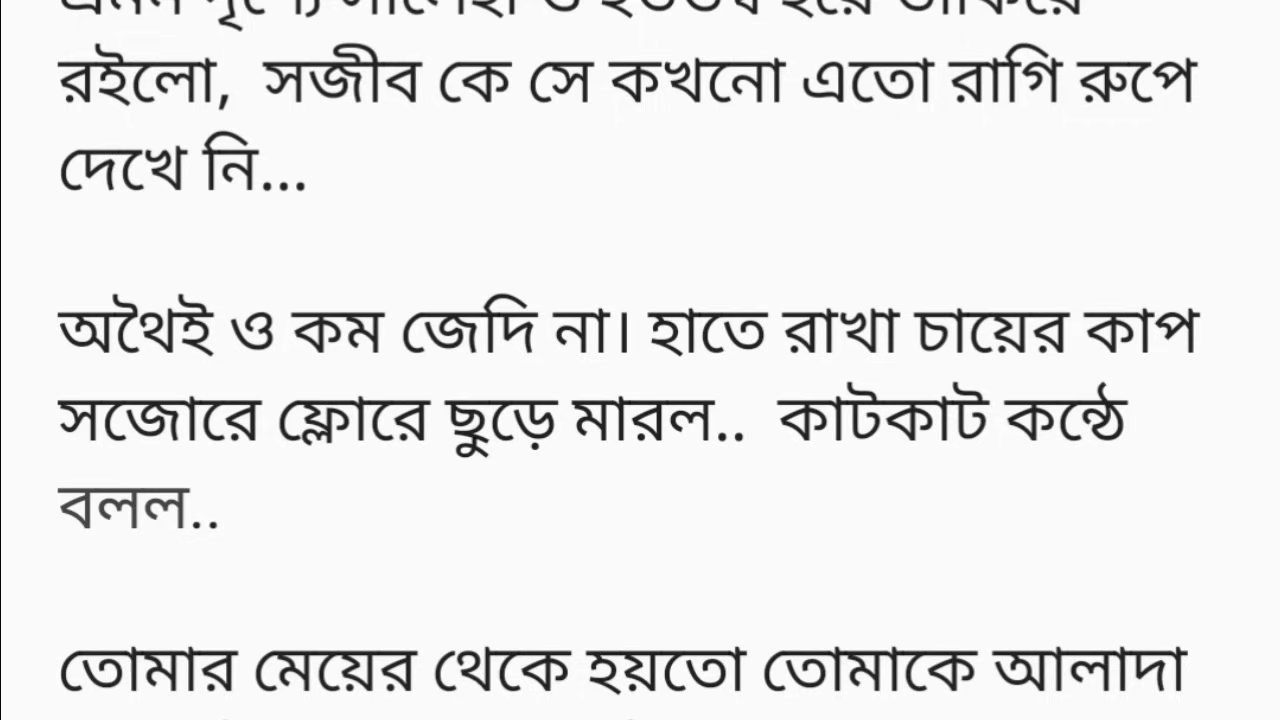 রইলো, সজীব কে সে কখনো এতো রাগি রুপে
দেখে নি...
অথৈই ও কম জেদি না। হাতে রাখা চায়ের কাপ
সজোরে ফ্লোরে ছুড়ে মারল.. কাটকাট কন্ঠে
বলল..
তোমার মেয়ের থেকে হয়তো তোমাকে আলাদা